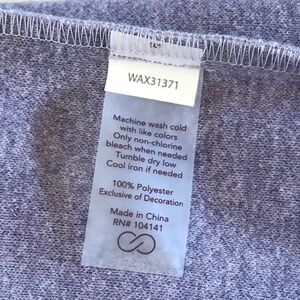 WAX31371
Machine wash cold
with like colors
Only non-chlorine
bleach when needed
Tumble dry low
Cool iron if needed
100% Polyester
Exclusive of Decoration
Made in China
RN# 104141